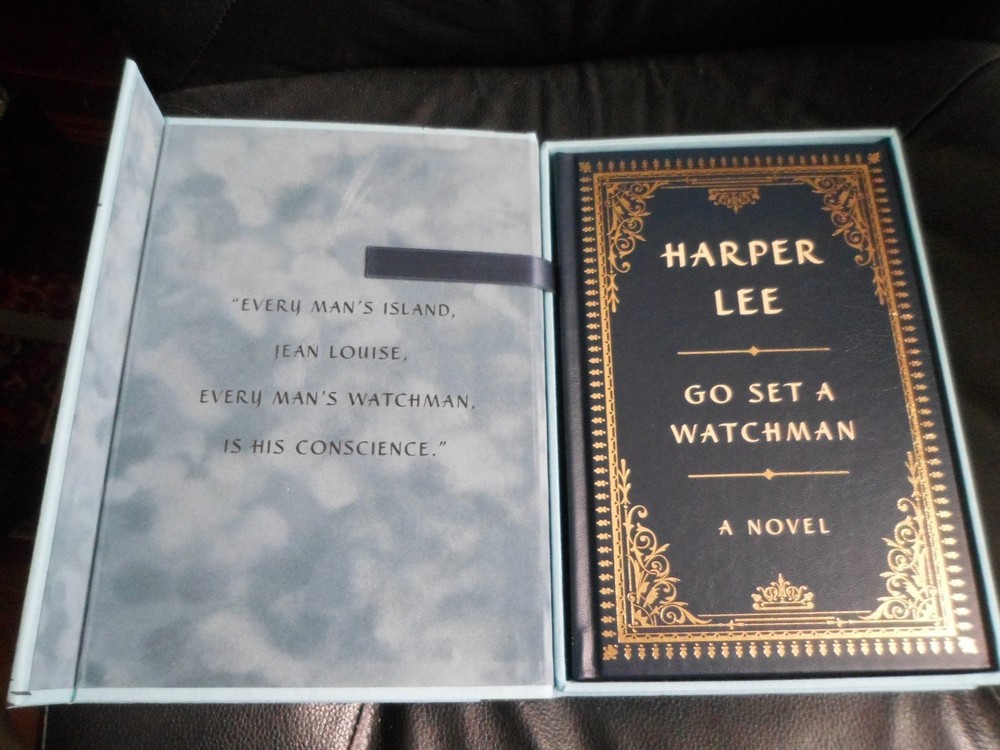 “EVERY MAN’S ISLAND,
JEAN LOUISE,
EVERY MAN’S WATCHMAN,
IS HIS CONSCIENCE.”
HARPER
LEE
GO SET A
WATCHMAN
A NOVEL